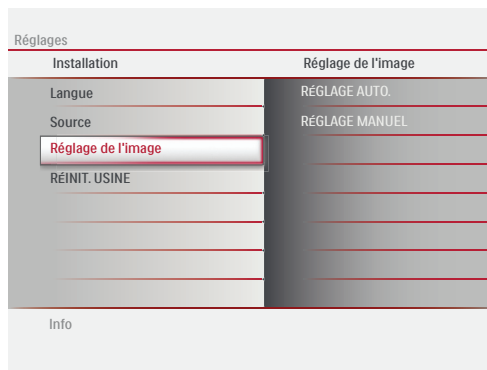 Réglages
Installation
Réglage de l'image
Langue
RÉGLAGE AUTO.
Source
RÉGLAGE MANUEL
Réglage de l'image
RÉINIT. USINE
Info